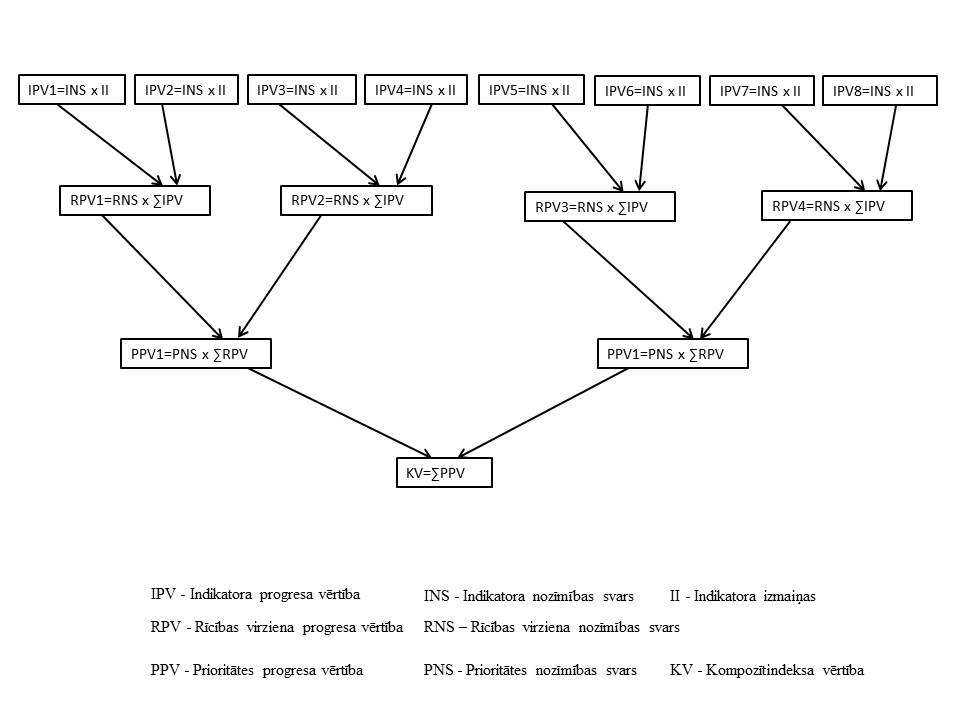 IPV1=INS x II
IPV2=INS x II
IPV3=INS x II
IPV4=INS x II
IPV5=INS x II
IPV6=INS x II
IPV7=INS x II
IPV8=INS x II
RPV1=RNS x ∑IPV
RPV2=RNS x ∑IPV
RPV3=RNS x ∑IPV
RPV4=RNS x ∑IPV
PPV1=PNS x ∑RPV
PPV1=PNS x ∑RPV
KV=∑PPV
IPV - Indikatora progresa vērtība
INS - Indikatora nozīmības svars
II - Indikatora izmaiņas
RPV - Rīcības virziena progresa vērtība
RNS – Rīcības virziena nozīmības svars
PPV - Prioritātes progresa vērtība
PNS - Prioritātes nozīmības svars
KV - Kompozītindeksa vērtība